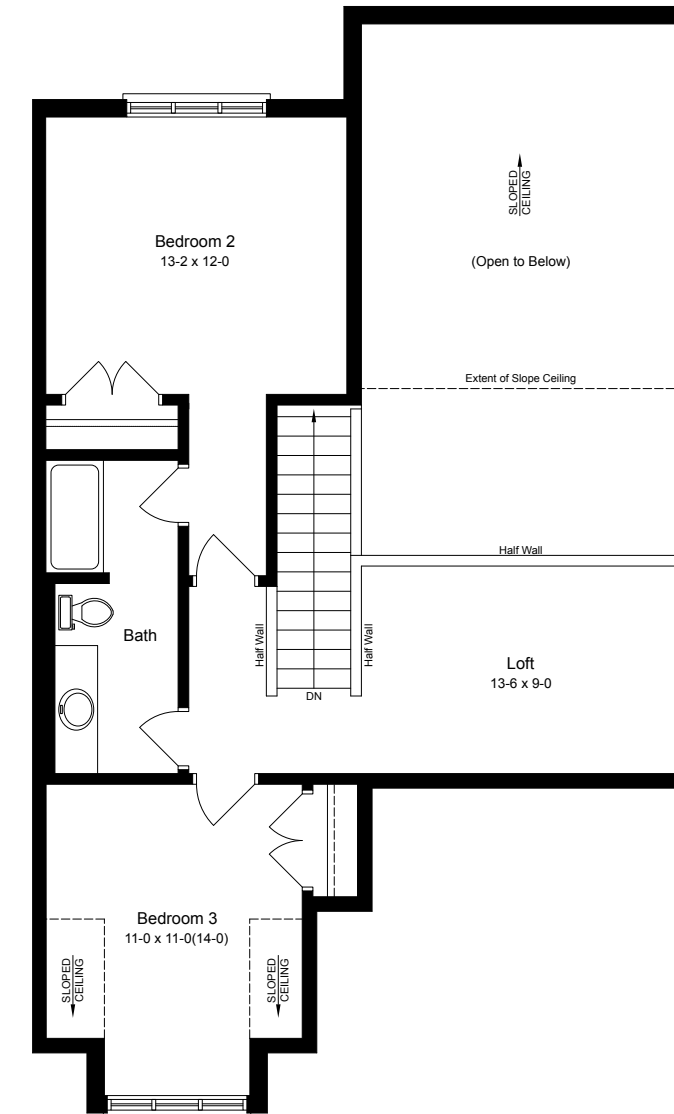 SLOPED
CEILING
Bedroom 2
13-2 x 12-0
(Open to Below)
Extent of Slope Ceiling
Half Wall
Bath
Half Wall
Half Wall
Loft
13-6 x 9-0
DN
Bedroom 3
11-0 x 11-0(14-0)
SLOPED
CEILING
SLOPED
CEILING